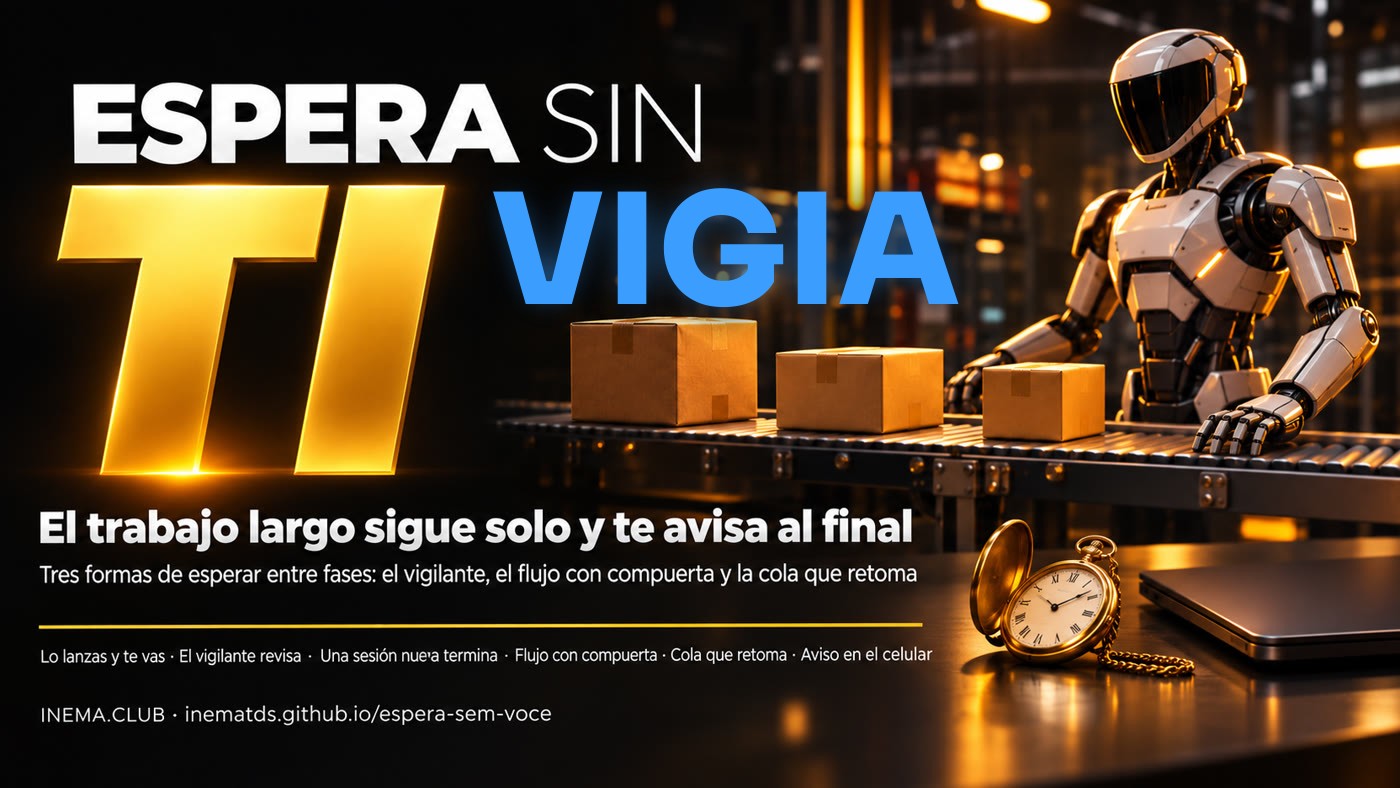 ESPERA SIN
TI VIGIA
El trabajo largo sigue solo y te avisa al final
Tres formas de esperar entre fases: el vigilante, el flujo con compuerta y la cola que retoma
Lo lanzas y te vas · El vigilante revisa · Una sesión nueva termina · Flujo con compuerta · Cola que retoma · Aviso en el celular
INEMA.CLUB · inematds.github.io/espera-sem-voce